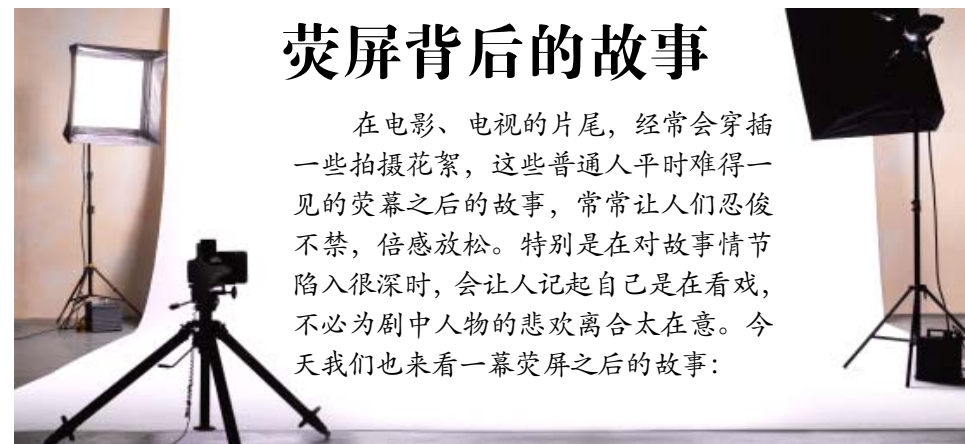 荧屏背后的故事
在电影、电视的片尾，经常会穿插
一些拍摄花絮，这些普通人平时难得一
见的荧幕之后的故事，常常让人们忍俊
不禁，倍感放松。特别是在对故事情节
陷入很深时，会让人记起自己是在看戏，
不必为剧中人物的悲欢离合太在意。今
天我们也来看一幕荧屏之后的故事：